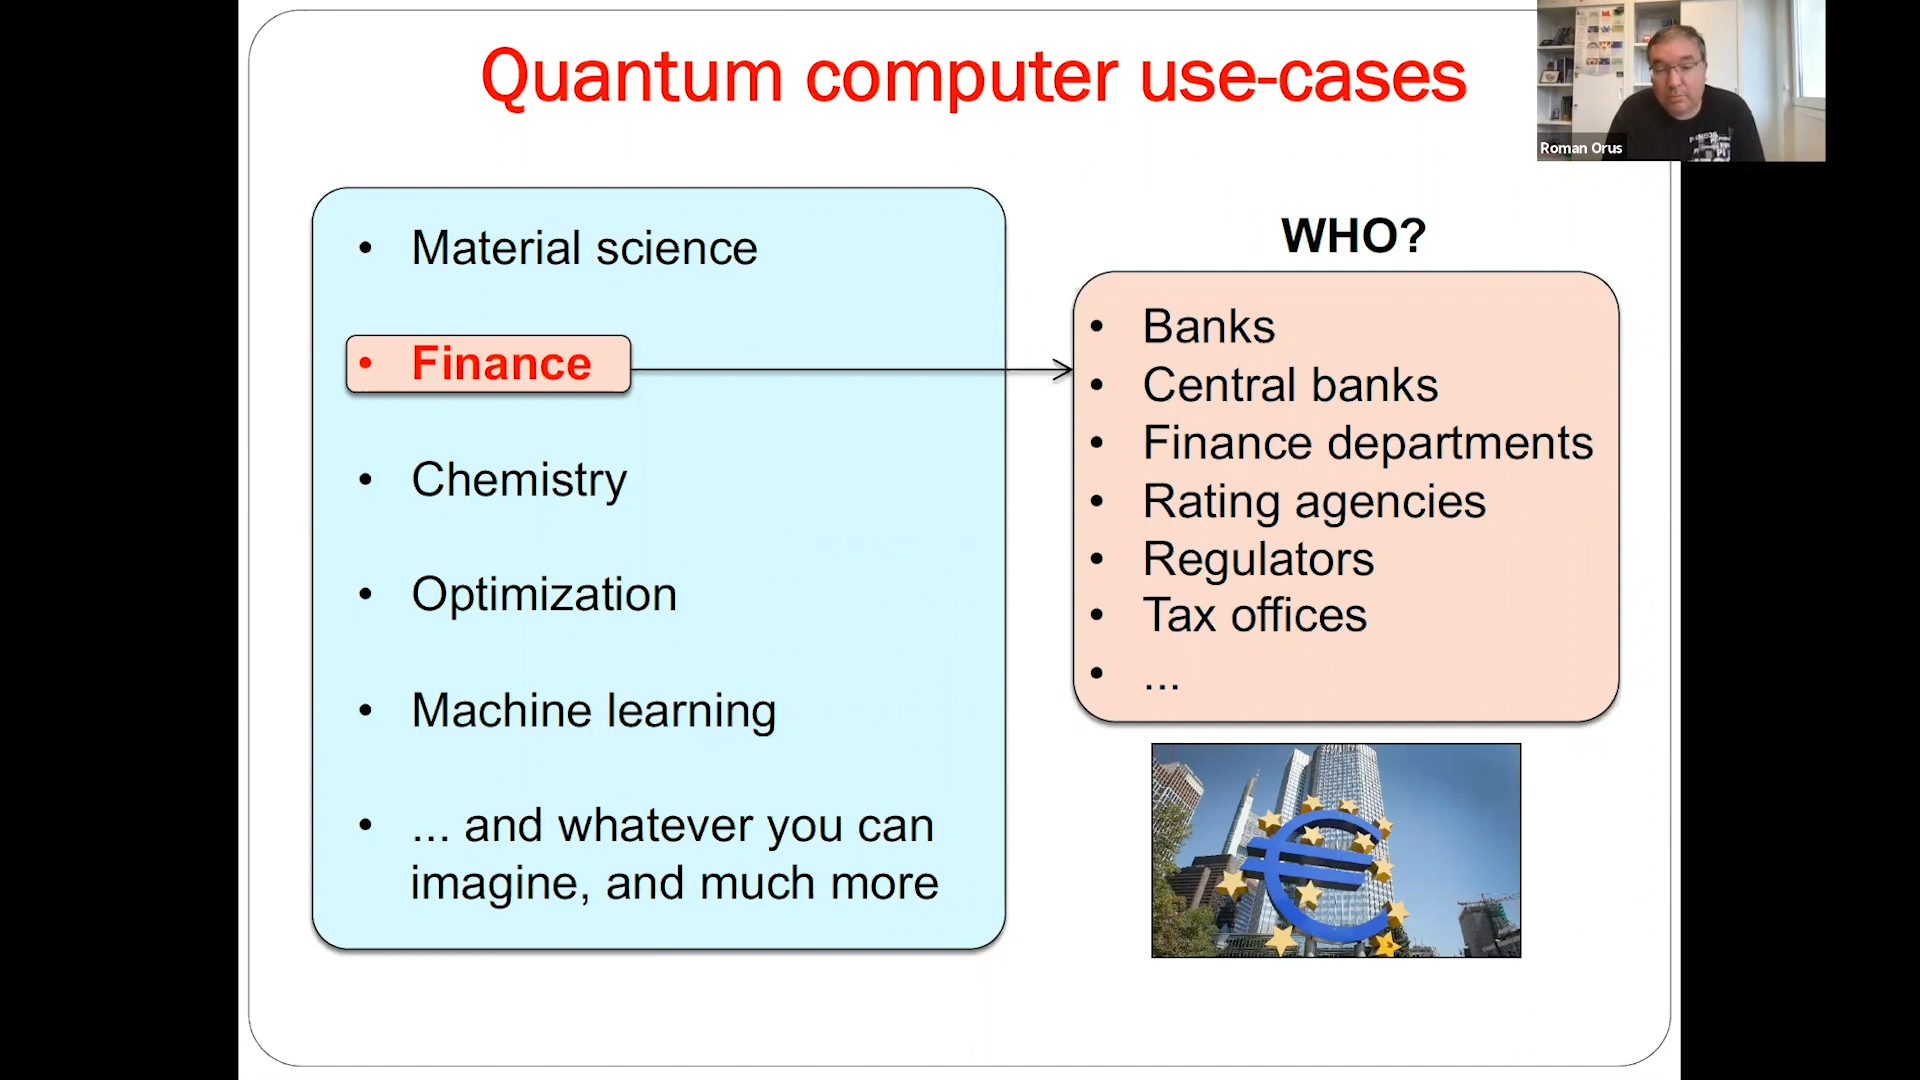 Quantum computer use-cases
Roman Orus
• Material science
• Finance
• Chemistry
• Optimization
• Machine learning
• ... and whatever you can
imagine, and much more
WHO?
• Banks
• Central banks
• Finance departments
• Rating agencies
• Regulators
• Tax offices
• ...